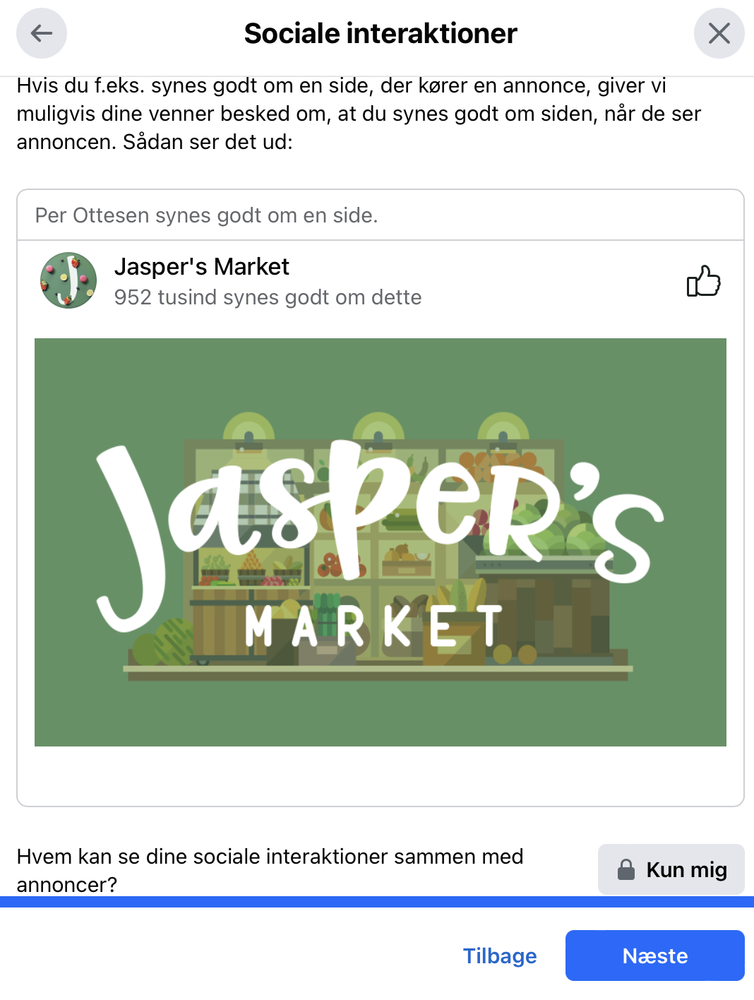 Sociale interaktioner
Hvis du f.eks. synes godt om en side, der kører en annonce, giver vi
muligvis dine venner besked om, at du synes godt om siden, når de ser
annoncen. Sådan ser det ud:
Per Ottesen synes godt om en side.
J
Jasper's Market
952 tusind synes godt om dette
Jasper's
MARKET
Hvem kan se dine sociale interaktioner sammen med
annoncer?
Kun mig
Tilbage
Næste